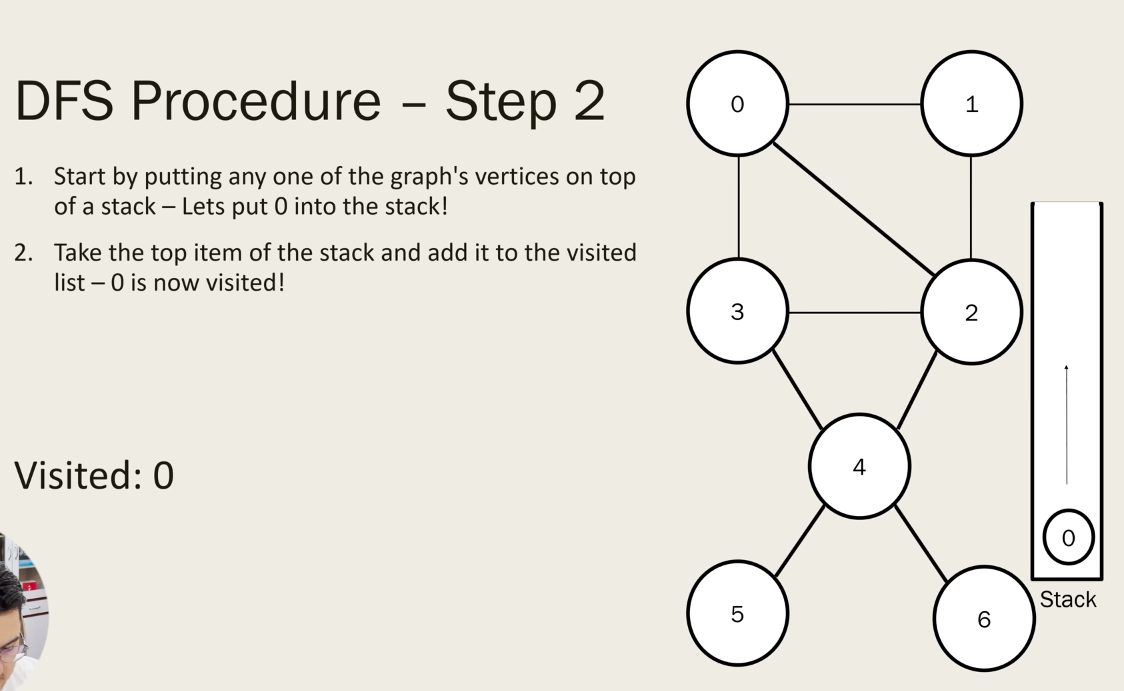 DFS Procedure – Step 2
1. Start by putting any one of the graph's vertices on top
of a stack – Lets put 0 into the stack!
2. Take the top item of the stack and add it to the visited
list – 0 is now visited!
Visited: 0
0
1
3
2
4
5
6
0
Stack